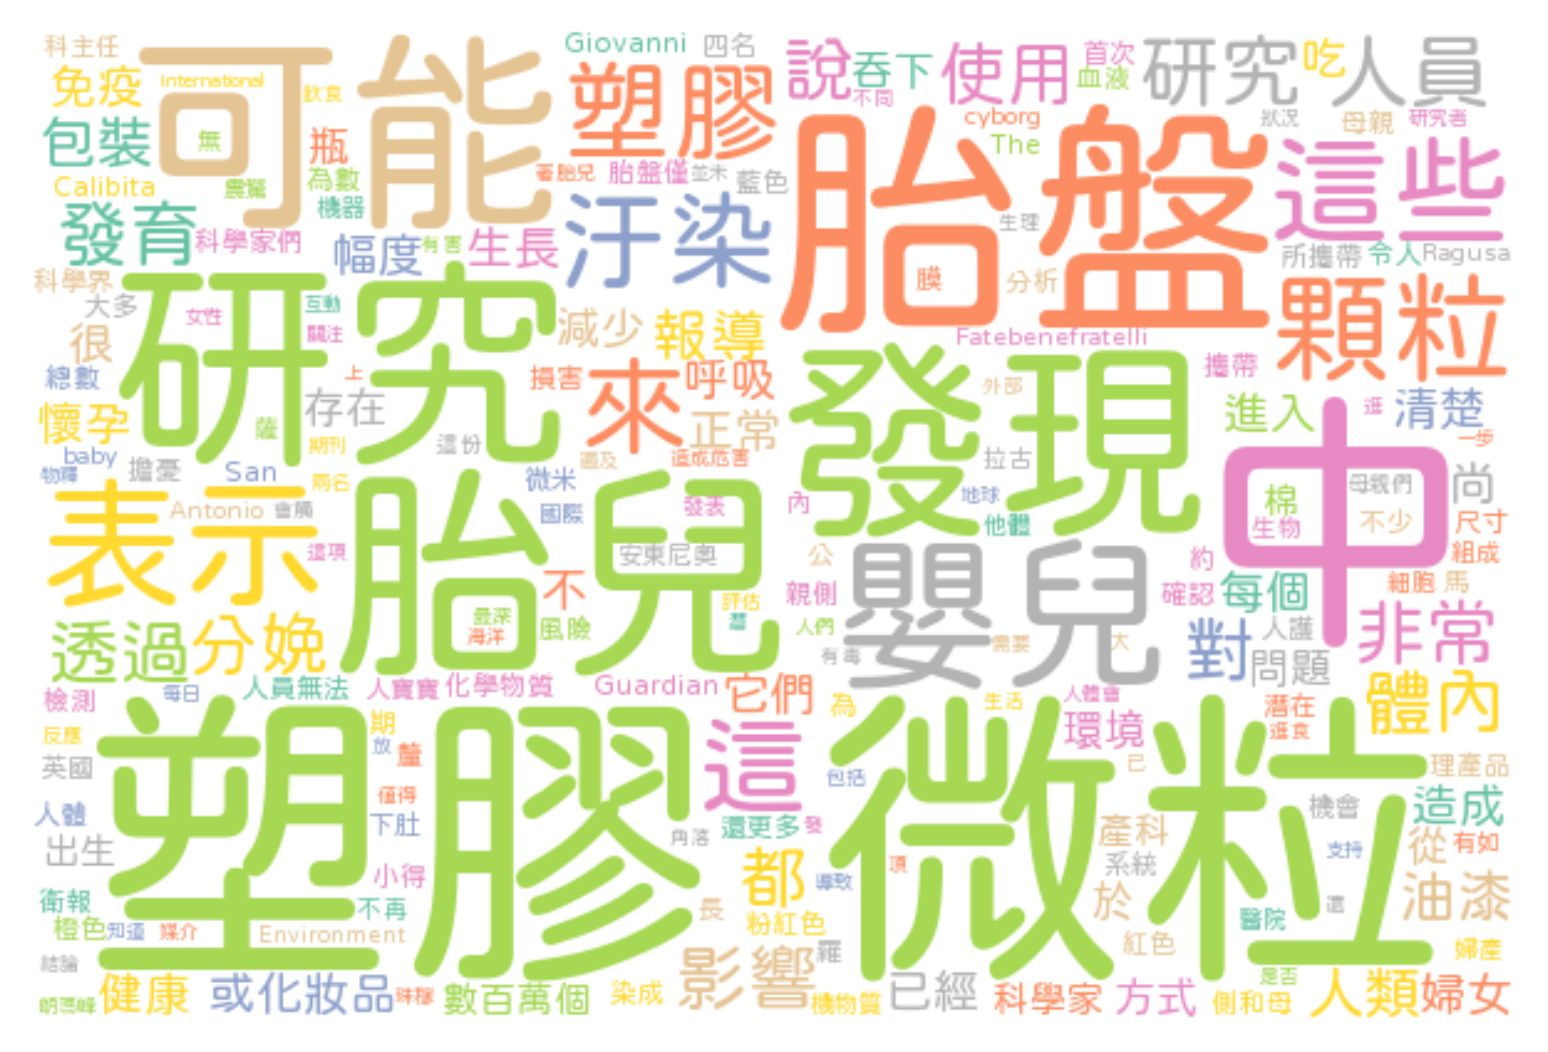 科主任
可能
Giovanni
四名
說
吞下
使用
首次
血液
研究
吃
人員
免疫
International
飲食
塑膠
不同
cyborg
狀況
母親
研究者
包裝
無
瓶
胎盤
The
這些
Calibita
震驚
為數
機器
著胎兒
胎盤僅
並未
藍色
發育
科學家們
幅度
有害
生長
汙染
生理
所攜帶
令人
Ragusa
科學界
大多
女性
研究
互動
關注
減少
報導
膜
分析
顆粒
很
Fatebenefratelli
總數
上
存在
損害
來
呼吸
發現
外部
攜帶
進入
清楚
懷孕
薩
期刊
這份
正常
一步
baby
擔憂
San
遍及
造成危害
拉古
中
母親們
尚
物釋
兩名
微米
地球
內
棉
表示
Antonio
會觸
國際
胎兒
發表
他體
生物
不少
尺寸
這項
安東尼奧
公
嬰兒
約
組成
不
親側
確認
每個
細胞
馬
最深
海洋
風險
評估
潛
人們
需要
大
對
人護
非常
透過
分娩
有毒
問題
檢測
每日
人員無法
人寶寶
化學物質
Guardian
它們
為
生活
人體會
潛在
體內
反應
塑膠
期
放
釐
這
微粒
環境
進食
英國
已
理產品
人體
值得
下肚
包括
機會
造成
出生
角落
還更多
發
產科
系統
支持
從
有如
小得
都
導致
項
衛報
不再
長
於
還
油漆
橙色
知道
媒介
Environment
粉紅色
紅色
醫院
婦產
結論
影響
羅
是否
朗瑪峰
健康
或化妝品
珠穆
數百萬個
染成
機物質
已經
科學家
方式
側和母
人類
婦女